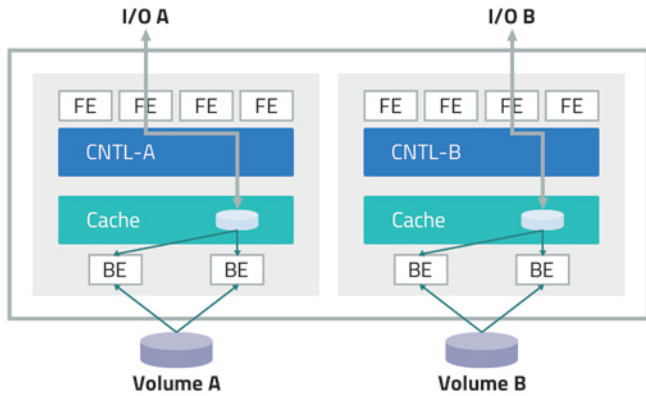 I/O A I/O B
FE FE FE FE FE FE FE FE
CNTL-A CNTL-B
Cache Cache
BE BE BE BE
Volume A Volume B